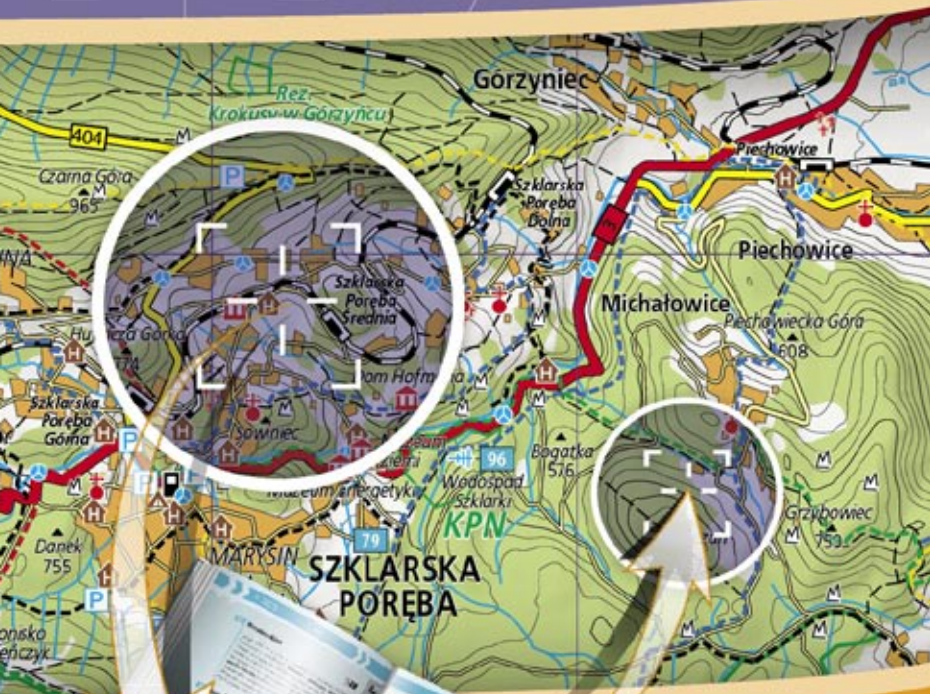 Górzyniec
Rez.
Krokusy w Górzyńcu
404
P
Piechowice
Czarna Góra
965
Szklarska
Poręba
Dolna
3
Piechowice
Szklarska
Poręba
Średnia
Michałowice
Piechowicka Góra
608
H
Szklarska
Poręba
Górna
Sowniec
Bogatka
576
96
Wodospad
Szklarki
KPN
Grzybowiec
Muzeum Energetyki
79
MARYSIN
SZKLARSKA
PORĘBA
Danek
755
P